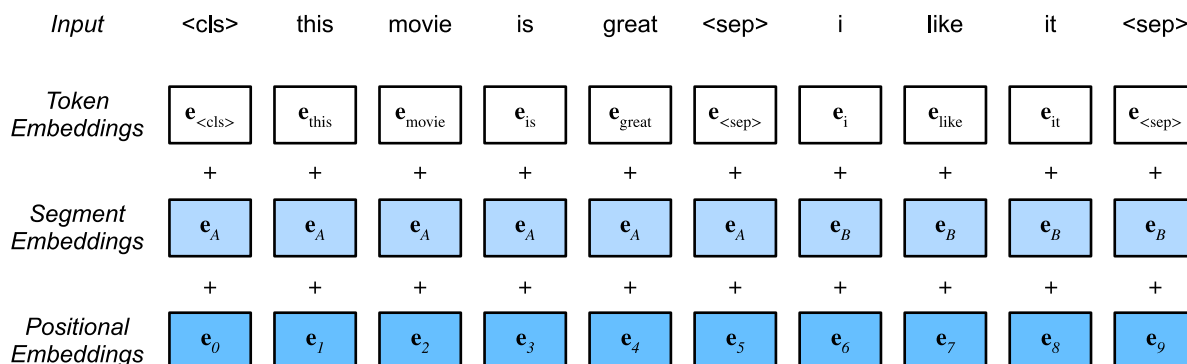 Input <cls> this movie is great <sep> i like it <sep>
Token Embeddings e<cls> ethis emovie eis egreat e<sep> ei elike eit e<sep>
+ + + + + + + + + +
Segment Embeddings eA eA eA eA eA eA eB eB eB eB
+ + + + + + + + + +
Positional Embeddings e0 e1 e2 e3 e4 e5 e6 e7 e8 e9